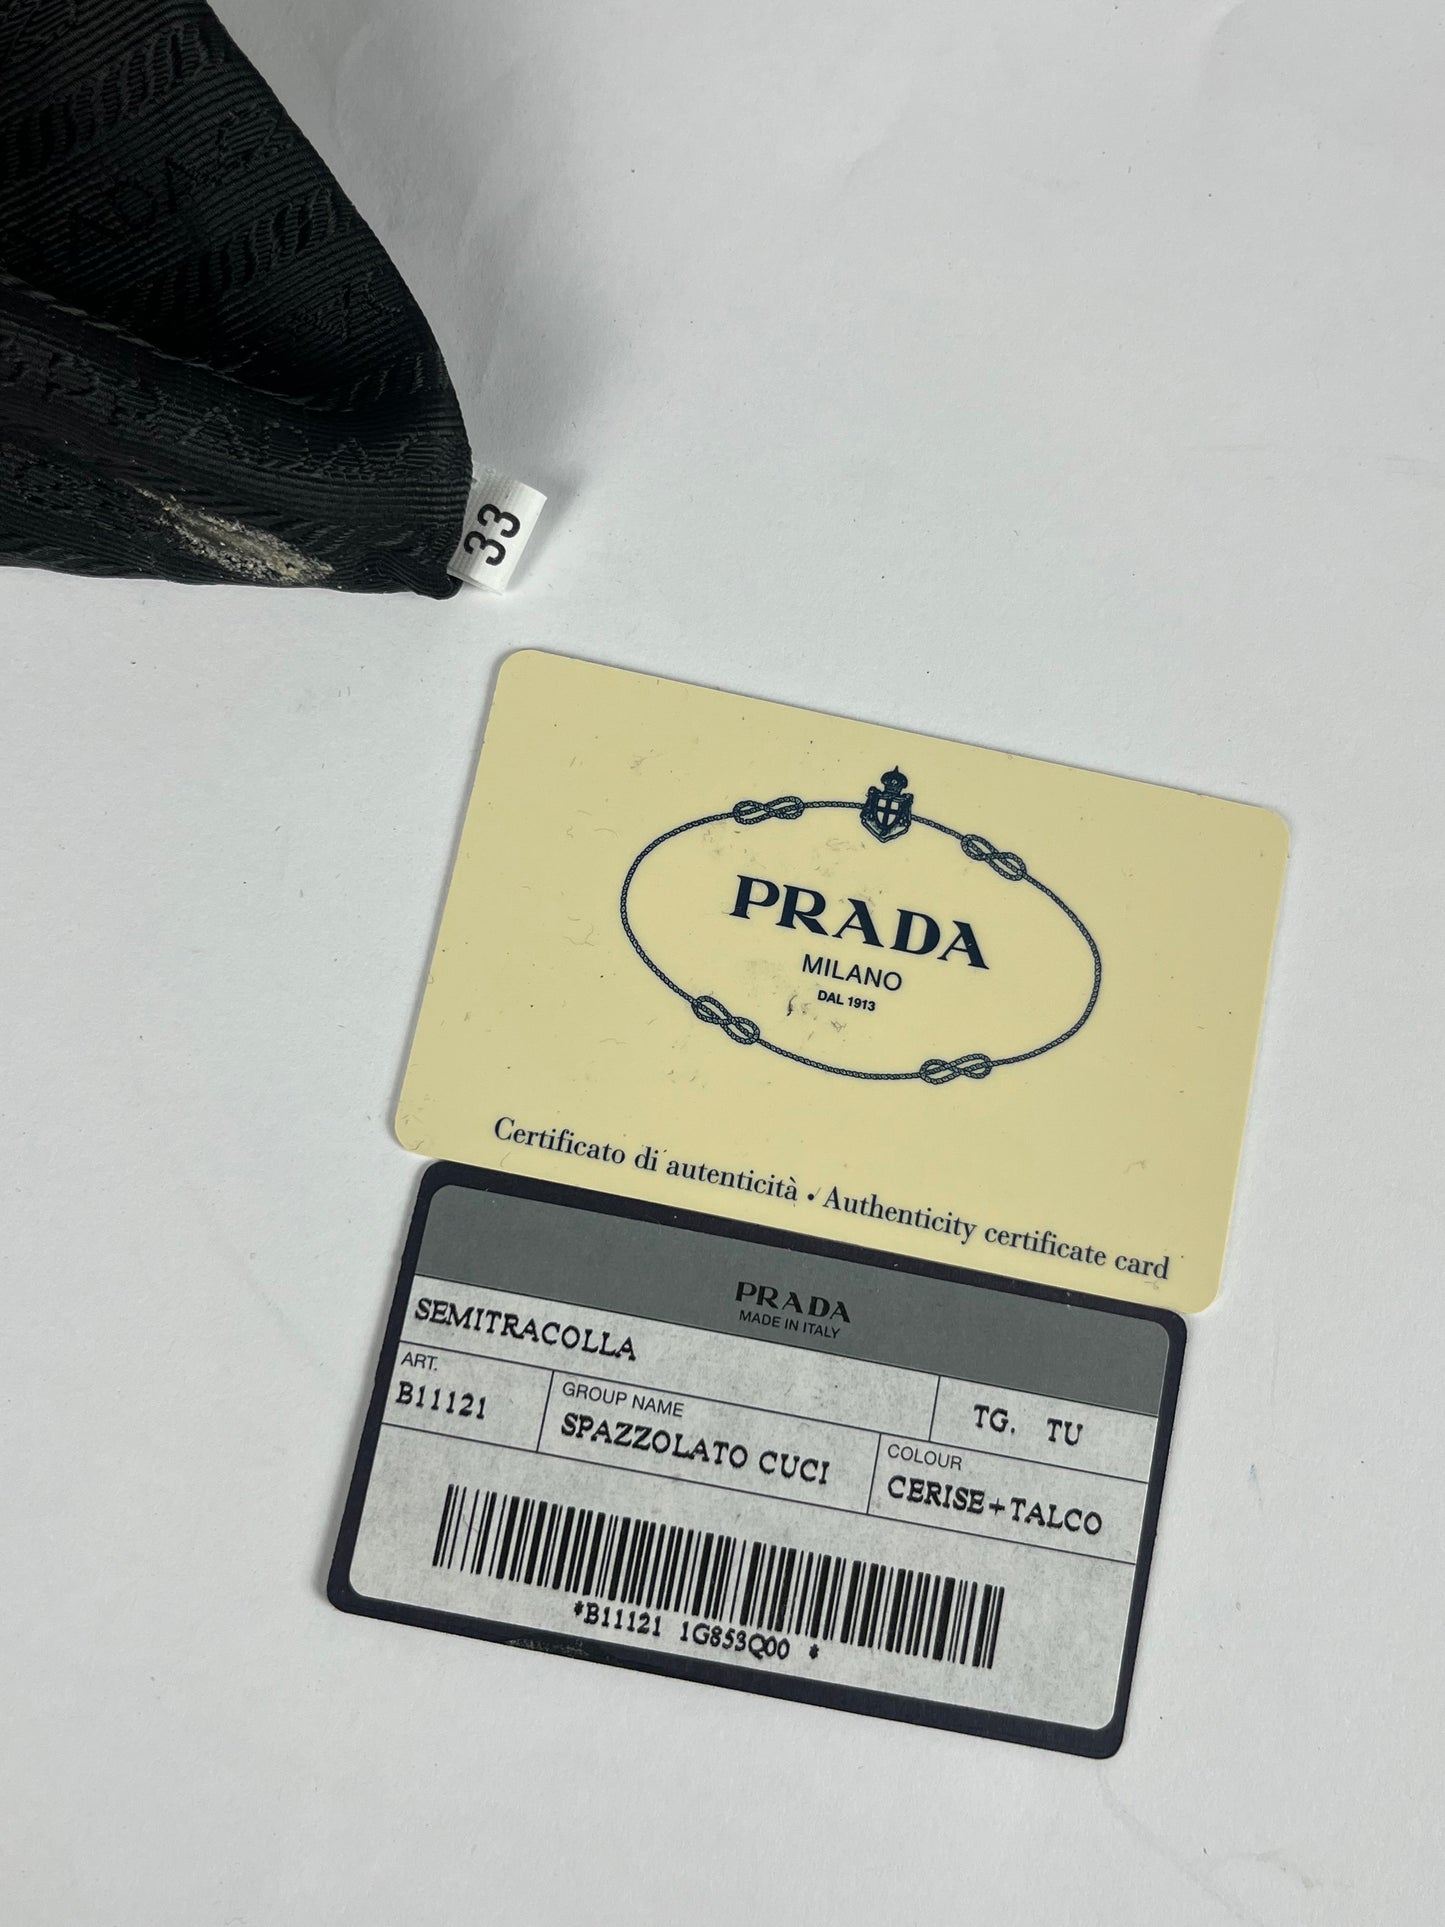 PRADA
33
PRADA
MILANO
DAL 1913
Certificato di autenticità • Authenticity certificate card
PRADA
MADE IN ITALY
SEMITRACOLLA
TG. TU
ART.
B11121
GROUP NAME
SPAZZOLATO CUCI
COLOUR
CERISE+TALCO
*B11121 1G853Q00 *